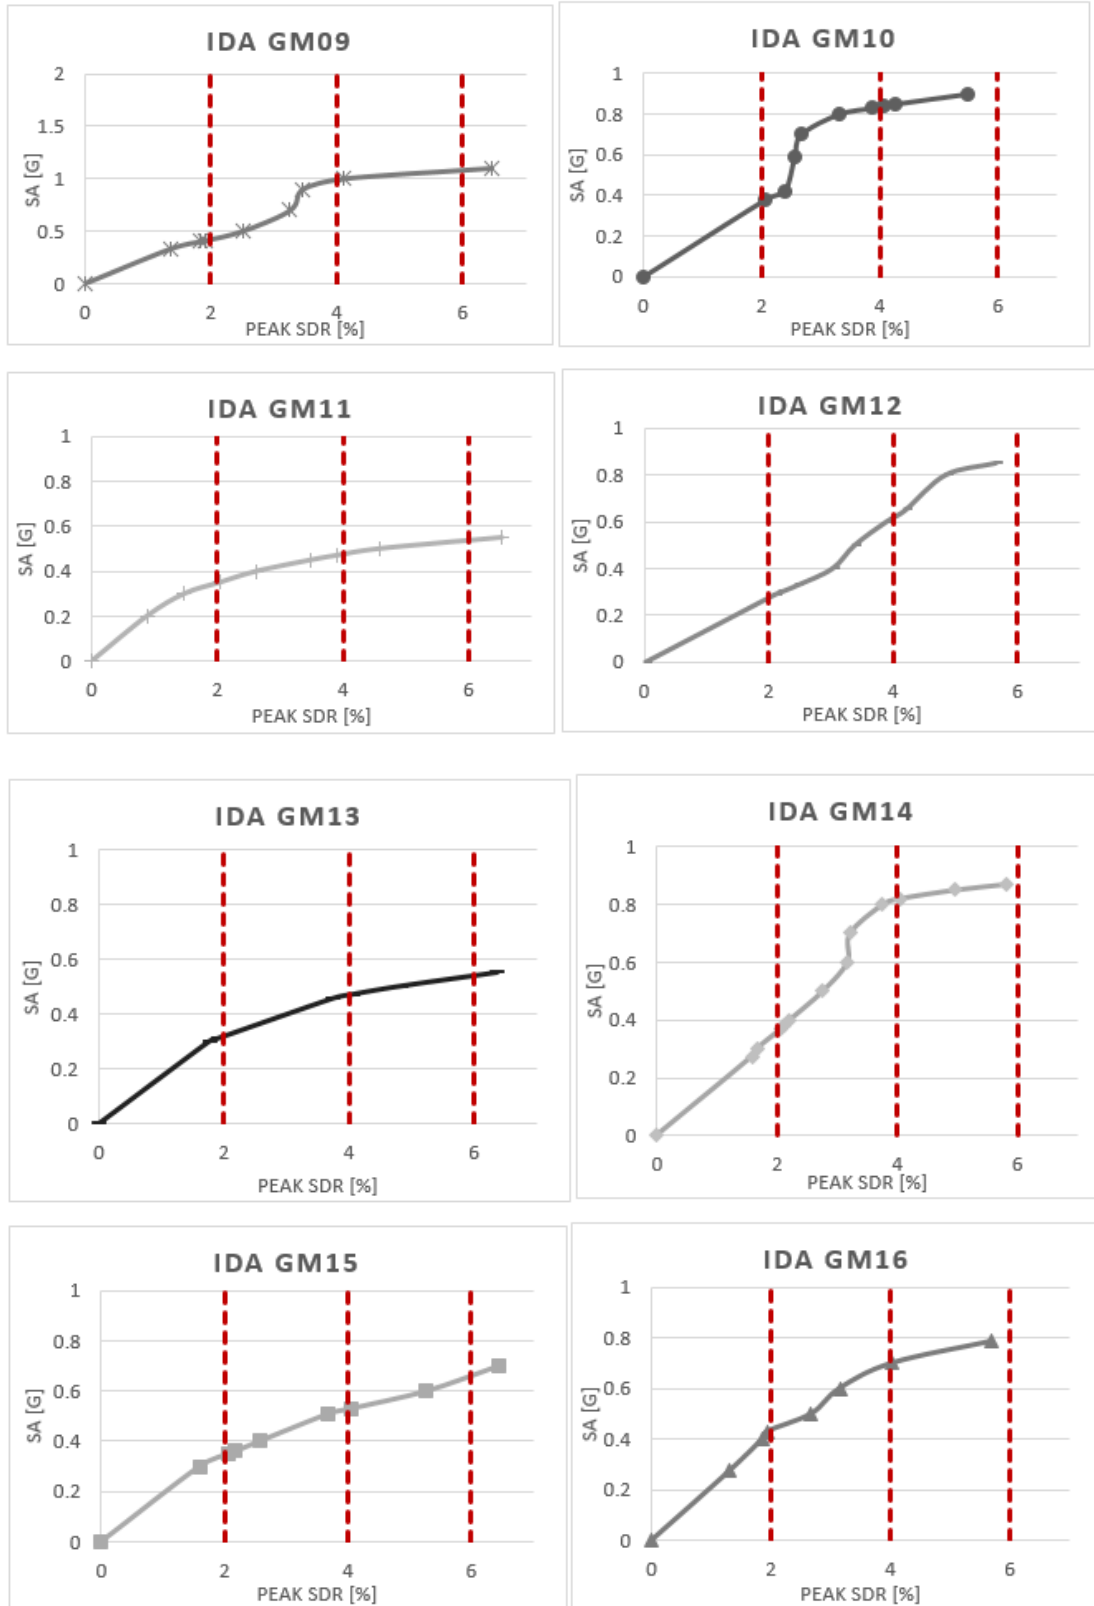 IDA GM09
2
1.5
1
0.5
0
SA [G]
0 2 4 6
PEAK SDR [%]
IDA GM10
1
0.8
0.6
0.4
0.2
0
SA [G]
0 2 4 6
PEAK SDR [%]
IDA GM11
1
0.8
0.6
0.4
0.2
0
SA [G]
0 2 4 6
PEAK SDR [%]
IDA GM12
1
0.8
0.6
0.4
0.2
0
SA [G]
0 2 4 6
PEAK SDR [%]
IDA GM13
1
0.8
0.6
0.4
0.2
0
SA [G]
0 2 4 6
PEAK SDR [%]
IDA GM14
1
0.8
0.6
0.4
0.2
0
SA [G]
0 2 4 6
PEAK SDR [%]
IDA GM15
1
0.8
0.6
0.4
0.2
0
SA [G]
0 2 4 6
PEAK SDR [%]
IDA GM16
1
0.8
0.6
0.4
0.2
0
SA [G]
0 2 4 6
PEAK SDR [%]